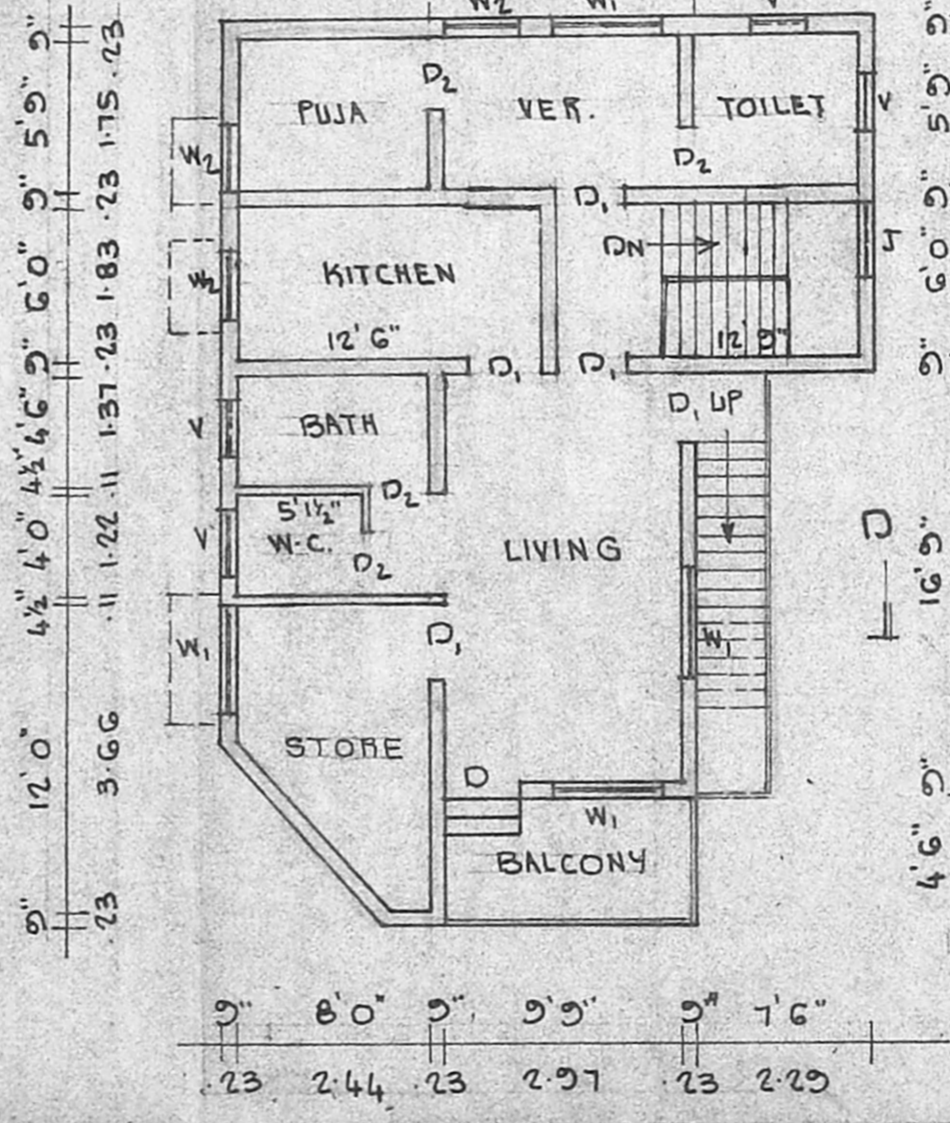 W2 W1 V
D2
PUJA VER. TOILET
V
W2
D2
D1
DN
J
KITCHEN
W2
12' 6"
12' 9"
D1 D1
D, UP
BATH
V
D2
5'1½"
W.C.
V
D2
LIVING
D
D1
W1
W1
STORE
D
W1
BALCONY
9" 5'9" 9" 6'0" 9" 4'6" 4½" 4'0" 4½" 12'0" 9"
.23 1.75 .23 1.83 .23 1.37 .11 1.22 .11 3.66 .23
9" 5'9" 9" 6'0" 9" 16'9" 9" 4'6"
9" 8'0" 9" 9'9" 9" 7'6"
.23 2.44 .23 2.97 .23 2.29